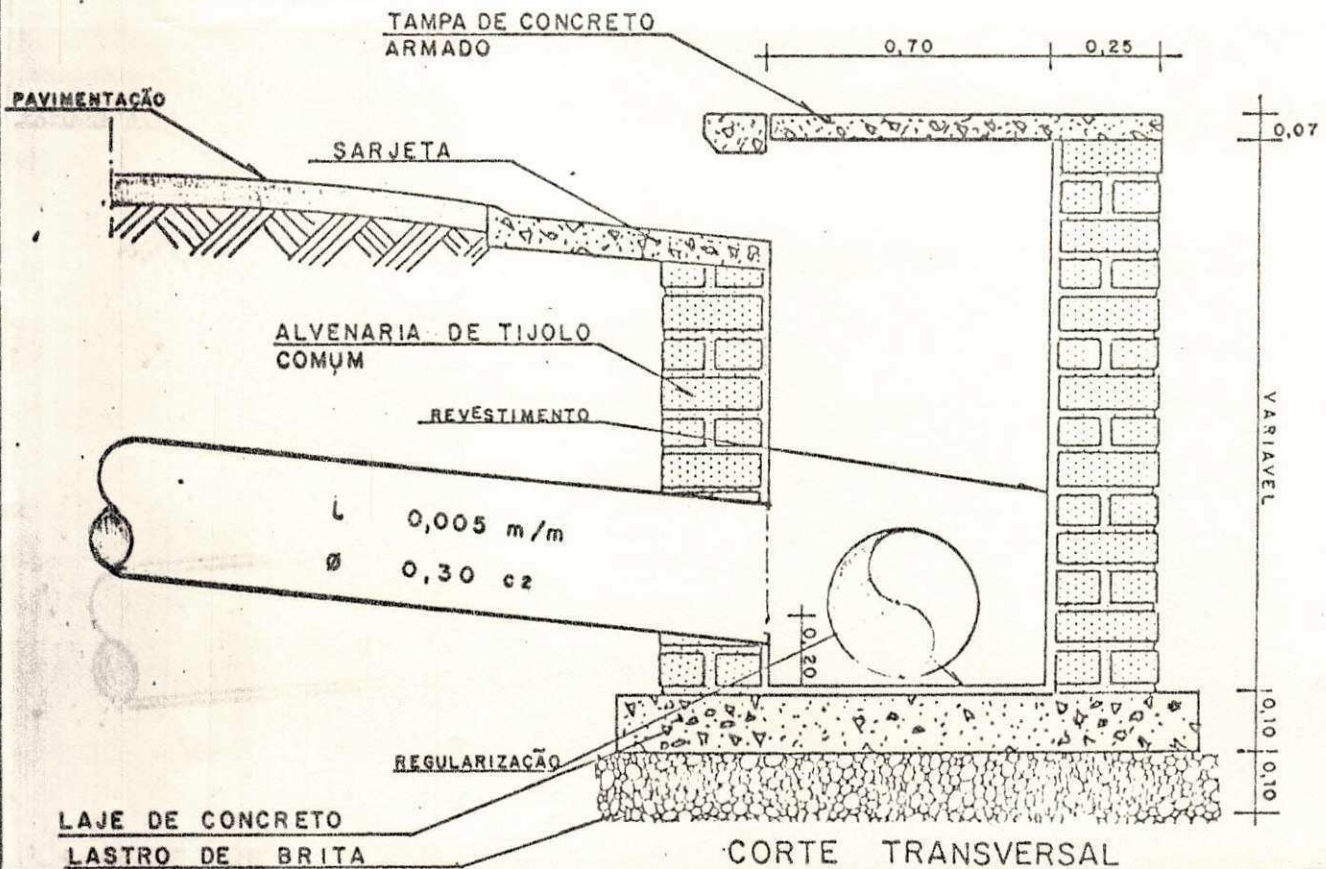 TAMPA DE CONCRETO
ARMADO
0,70
0,25
PAVIMENTAÇÃO
0,07
SARJETA
ALVENARIA DE TIJOLO
COMUM
REVESTIMENTO
VARIAVEL
i 0,005 m/m
Ø 0,30 c2
0,20
0,10
0,10
REGULARIZAÇÃO
LAJE DE CONCRETO
LASTRO DE BRITA
CORTE TRANSVERSAL